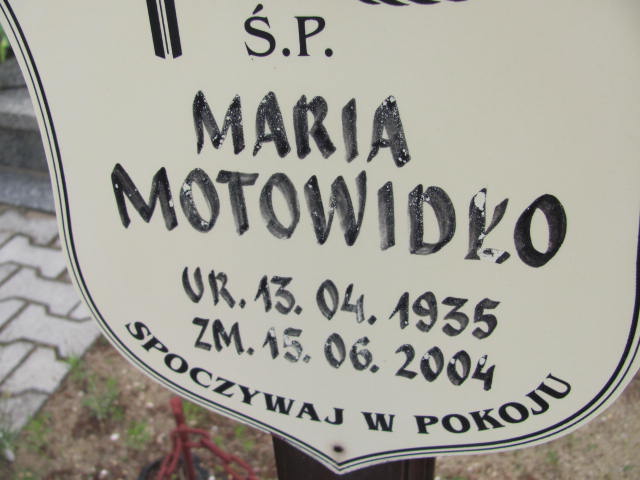 Ś.P.
MARIA
MOTOWIDŁO
UR. 13. 04. 1935
ZM. 15. 06. 2004
SPOCZYWAJ W POKOJU